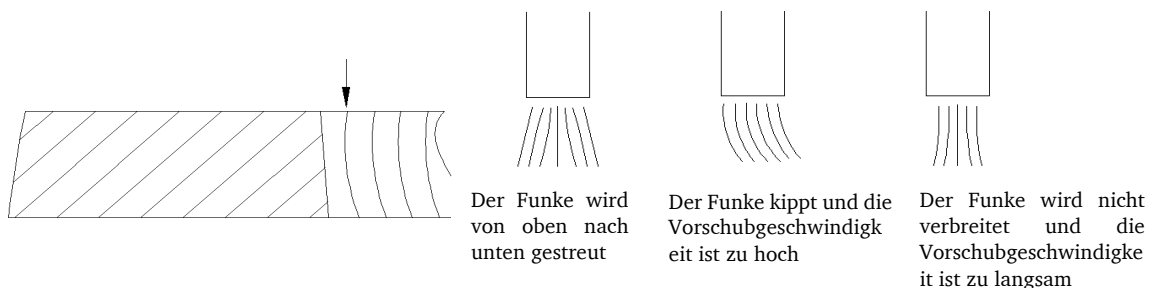 Der Funke wird
von oben nach
unten gestreut
Der Funke kippt und die
Vorschubgeschwindigk
eit ist zu hoch
Der Funke wird nicht
verbreitet und die
Vorschubgeschwindigke
it ist zu langsam